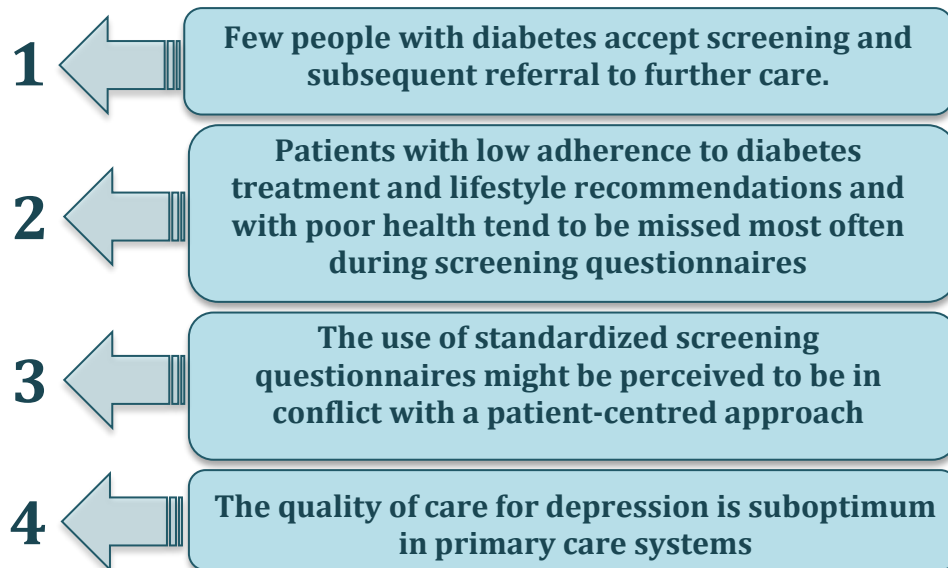 1
Few people with diabetes accept screening and
subsequent referral to further care.
2
Patients with low adherence to diabetes
treatment and lifestyle recommendations and
with poor health tend to be missed most often
during screening questionnaires
3
The use of standardized screening
questionnaires might be perceived to be in
conflict with a patient-centred approach
4
The quality of care for depression is suboptimum
in primary care systems